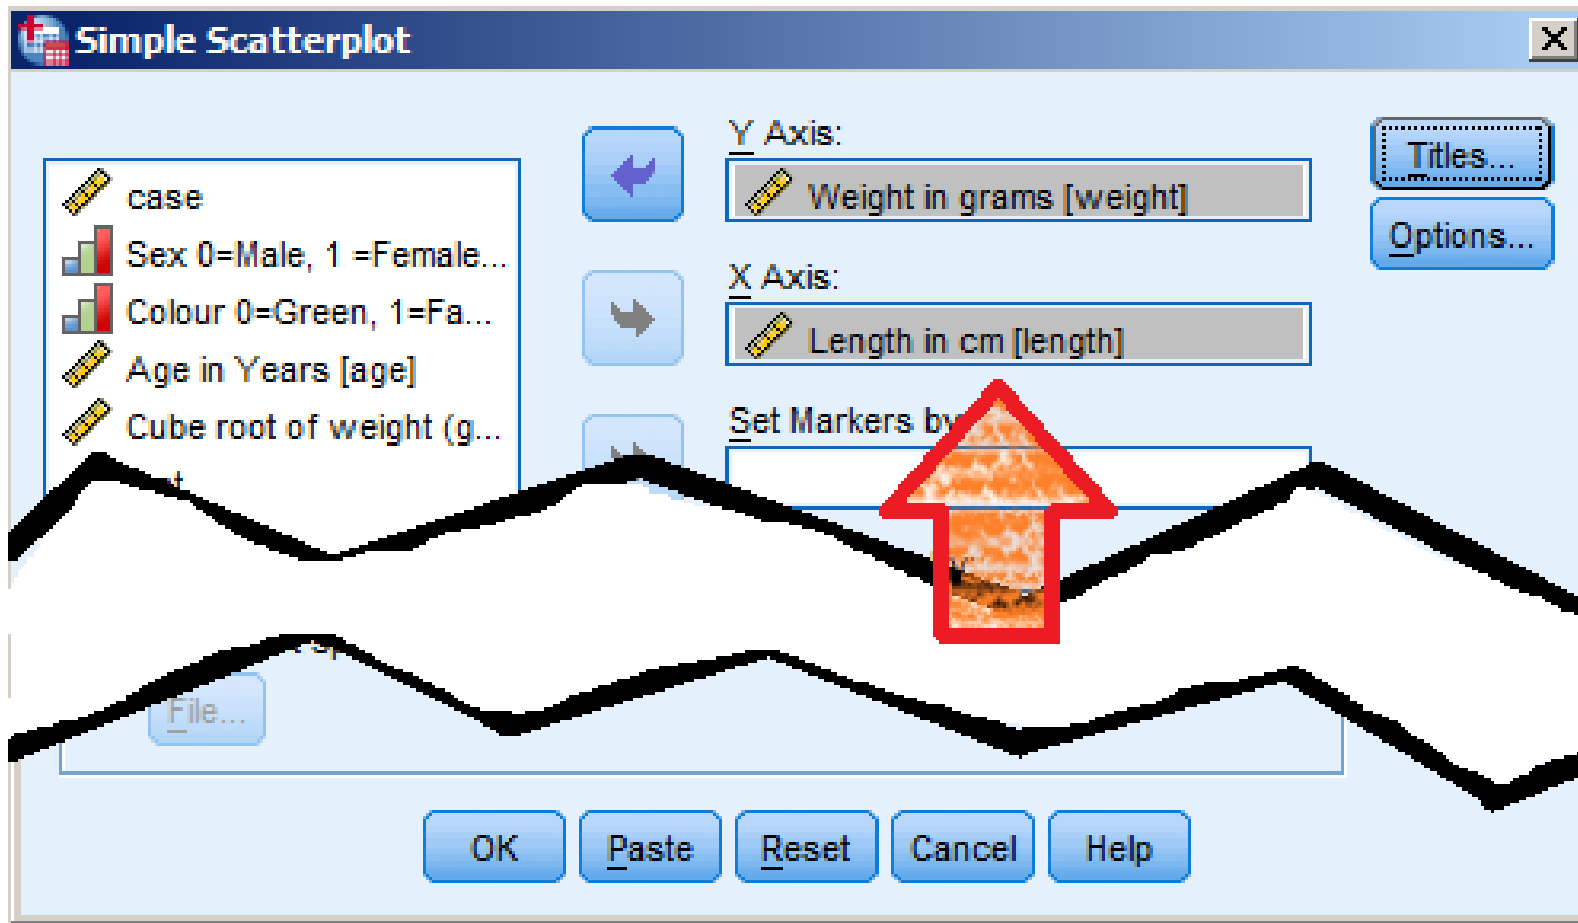 Simple Scatterplot
Y Axis:
Titles...
case
Weight in grams [weight]
Sex 0=Male, 1 =Female...
Options...
X Axis:
Colour 0=Green, 1=Fa...
Length in cm [length]
Age in Years [age]
Set Markers by
Cube root of weight (g...
File...
OK
Paste
Reset
Cancel
Help